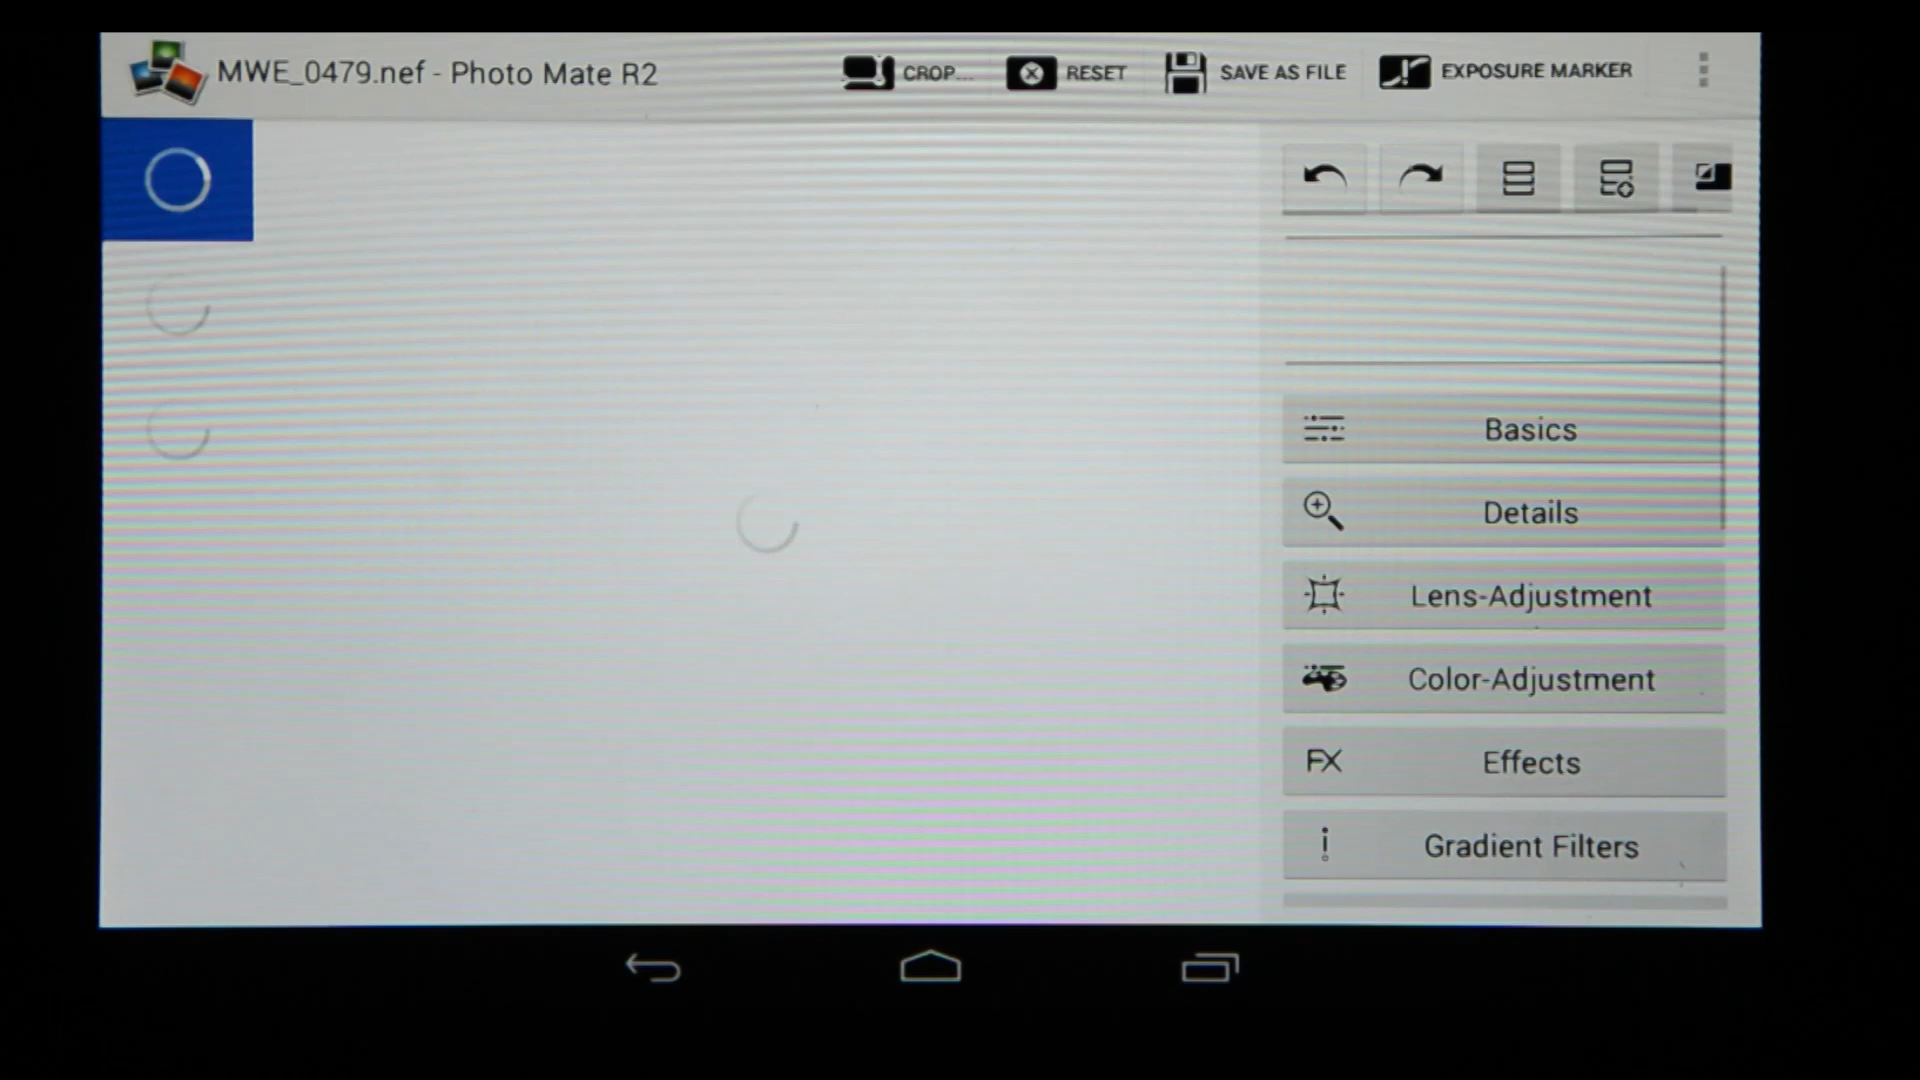 MWE_0479.nef - Photo Mate R2
CROP...
RESET
SAVE AS FILE
EXPOSURE MARKER
Basics
Details
Lens-Adjustment
Color-Adjustment
FX Effects
Gradient Filters